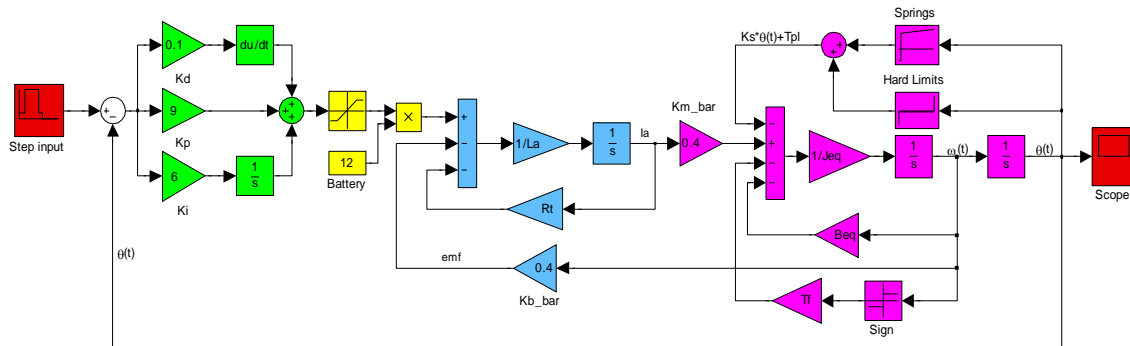 Springs
Ks*θ(t)+Tpl
0.1
du/dt
Kd
Hard Limits
Km_bar
+
−
9
Kp
+
+
+
×
+
−
−
1/La
1
s
Ia
0.4
−
+
−
−
1/Jeq
1
s
ω(t)
1
s
θ(t)
+
+
Step input
12
Battery
Scope
6
Ki
1
s
Rt
Beq
θ(t)
emf
0.4
Kb_bar
Tf
Sign